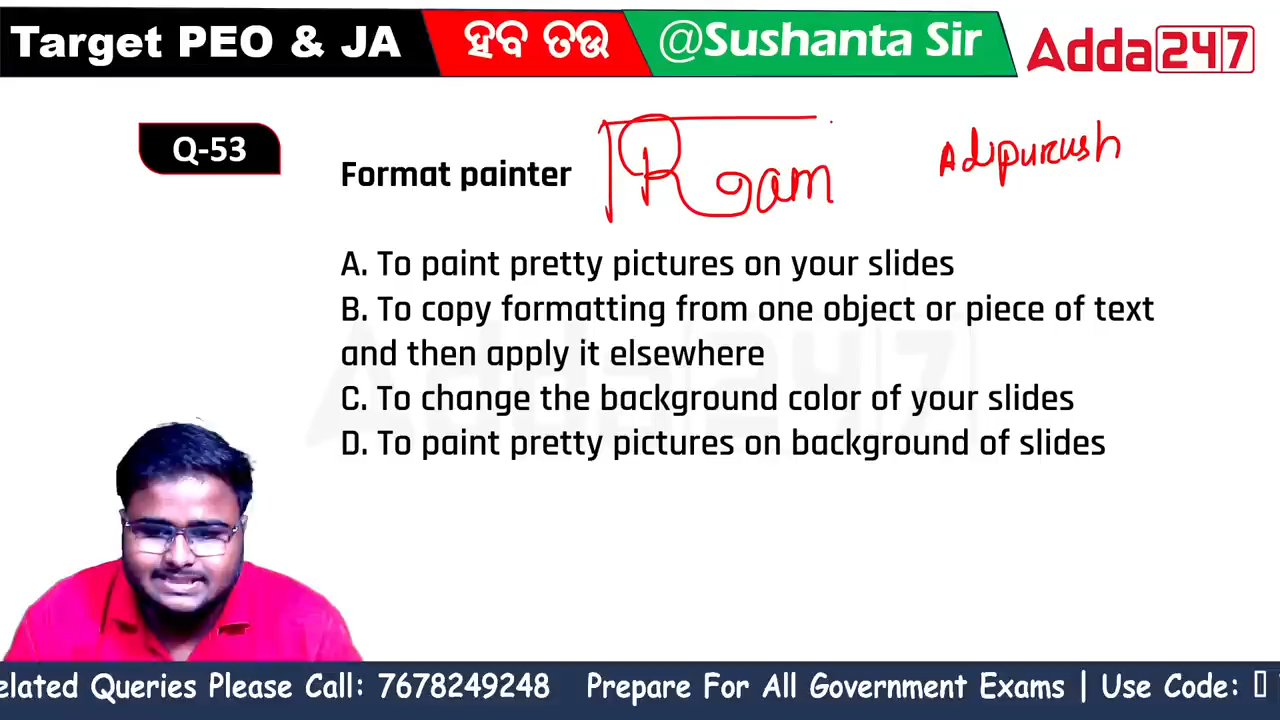 Target PEO & JA ହବ ତଉ @Sushanta Sir Adda247
Q-53
Format painter Ram Adipurush
A. To paint pretty pictures on your slides
B. To copy formatting from one object or piece of text
and then apply it elsewhere
C. To change the background color of your slides
D. To paint pretty pictures on background of slides
elated Queries Please Call: 7678249248 Prepare For All Government Exams | Use Code: